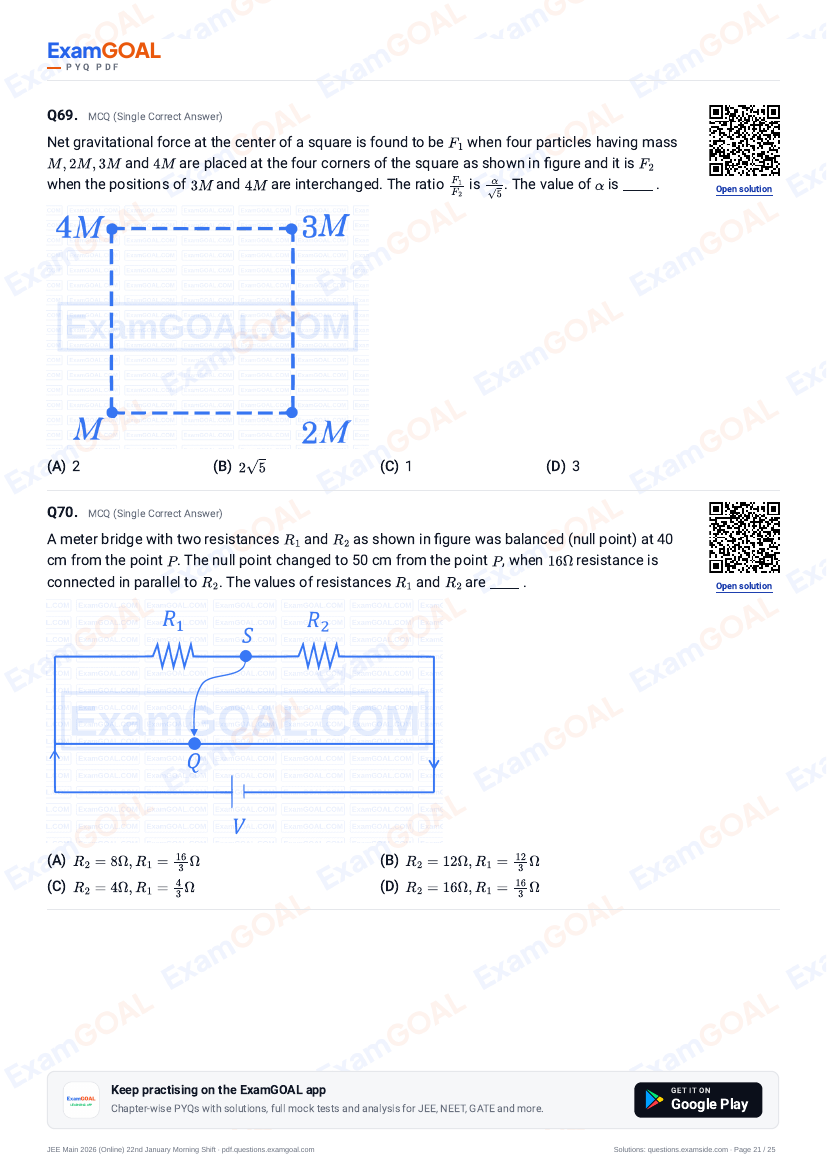 ExamGOAL
PYQ PDF
Q69. MCQ (Single Correct Answer)
Net gravitational force at the center of a square is found to be F₁ when four particles having mass
M, 2M, 3M and 4M are placed at the four corners of the square as shown in figure and it is F₂
when the positions of 3M and 4M are interchanged. The ratio F₁/F₂ is α/√5. The value of α is ____ .
Open solution
4M 3M
ExamGOAL.COM
M 2M
(A) 2 (B) 2√5 (C) 1 (D) 3
Q70. MCQ (Single Correct Answer)
A meter bridge with two resistances R₁ and R₂ as shown in figure was balanced (null point) at 40
cm from the point P. The null point changed to 50 cm from the point P, when 16Ω resistance is
connected in parallel to R₂. The values of resistances R₁ and R₂ are ____ .
Open solution
R₁ S R₂
ExamGOAL.COM
Q
V
(A) R₂ = 8Ω, R₁ = 16/3 Ω (B) R₂ = 12Ω, R₁ = 12/3 Ω
(C) R₂ = 4Ω, R₁ = 4/3 Ω (D) R₂ = 16Ω, R₁ = 16/3 Ω
Keep practising on the ExamGOAL app
Chapter-wise PYQs with solutions, full mock tests and analysis for JEE, NEET, GATE and more.
GET IT ON
Google Play
JEE Main 2026 (Online) 22nd January Morning Shift · pdf.questions.examgoal.com
Solutions: questions.examside.com · Page 21 / 25